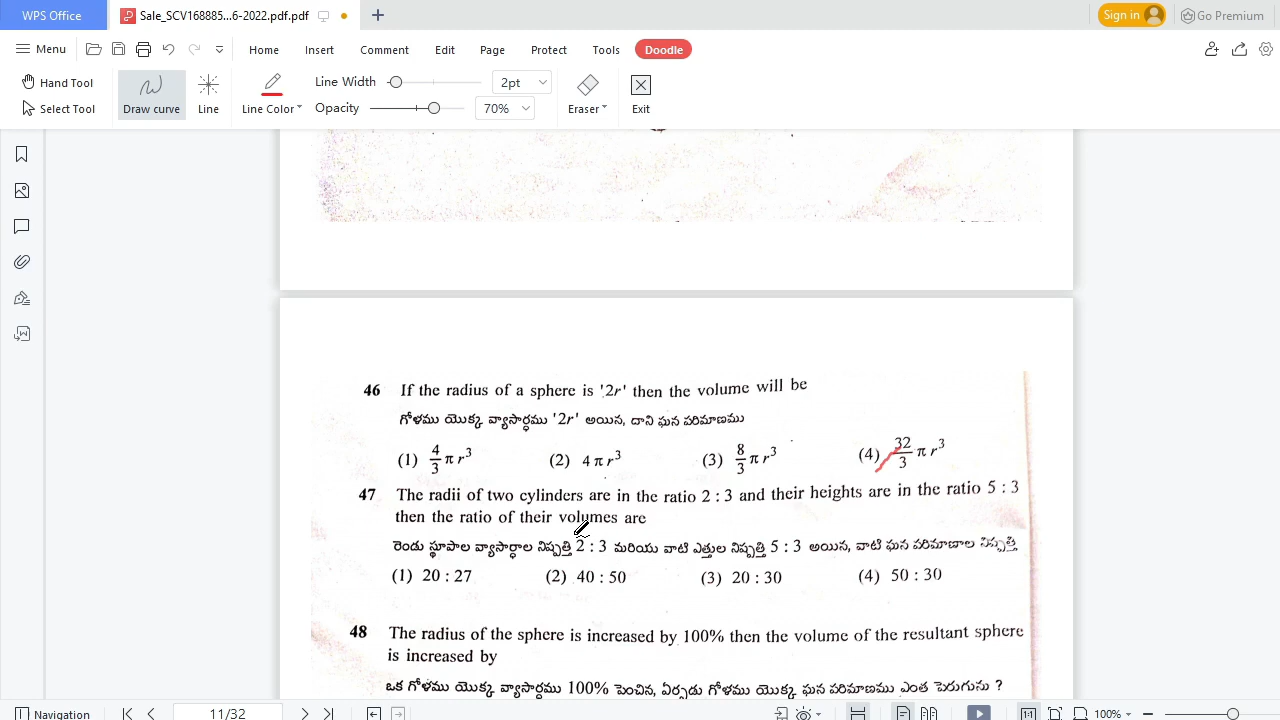 WPS Office
Sale_SCV168885...6-2022.pdf.pdf
Sign in
Go Premium
Menu
Home Insert Comment Edit Page Protect Tools Doodle
Hand Tool
Select Tool
Draw curve
Line
Line Color
Line Width 2pt
Opacity 70%
Eraser
Exit
46 If the radius of a sphere is '2r' then the volume will be
గోళము యొక్క వ్యాసార్ధము '2r' అయిన, దాని ఘన పరిమాణము
(1) 4/3 π r³ (2) 4 π r³ (3) 8/3 π r³ (4) 32/3 π r³
47 The radii of two cylinders are in the ratio 2 : 3 and their heights are in the ratio 5 : 3
then the ratio of their volumes are
రెండు స్థూపాల వ్యాసార్ధాల నిష్పత్తి 2 : 3 మరియు వాటి ఎత్తుల నిష్పత్తి 5 : 3 అయిన, వాటి ఘన పరిమాణాల నిష్పత్తి
(1) 20 : 27 (2) 40 : 50 (3) 20 : 30 (4) 50 : 30
48 The radius of the sphere is increased by 100% then the volume of the resultant sphere
is increased by
ఒక గోళము యొక్క వ్యాసార్ధము 100% పెంచిన, ఏర్పడు గోళము యొక్క ఘన పరిమాణము ఎంత పెరుగును ?
Navigation
11/32
100%